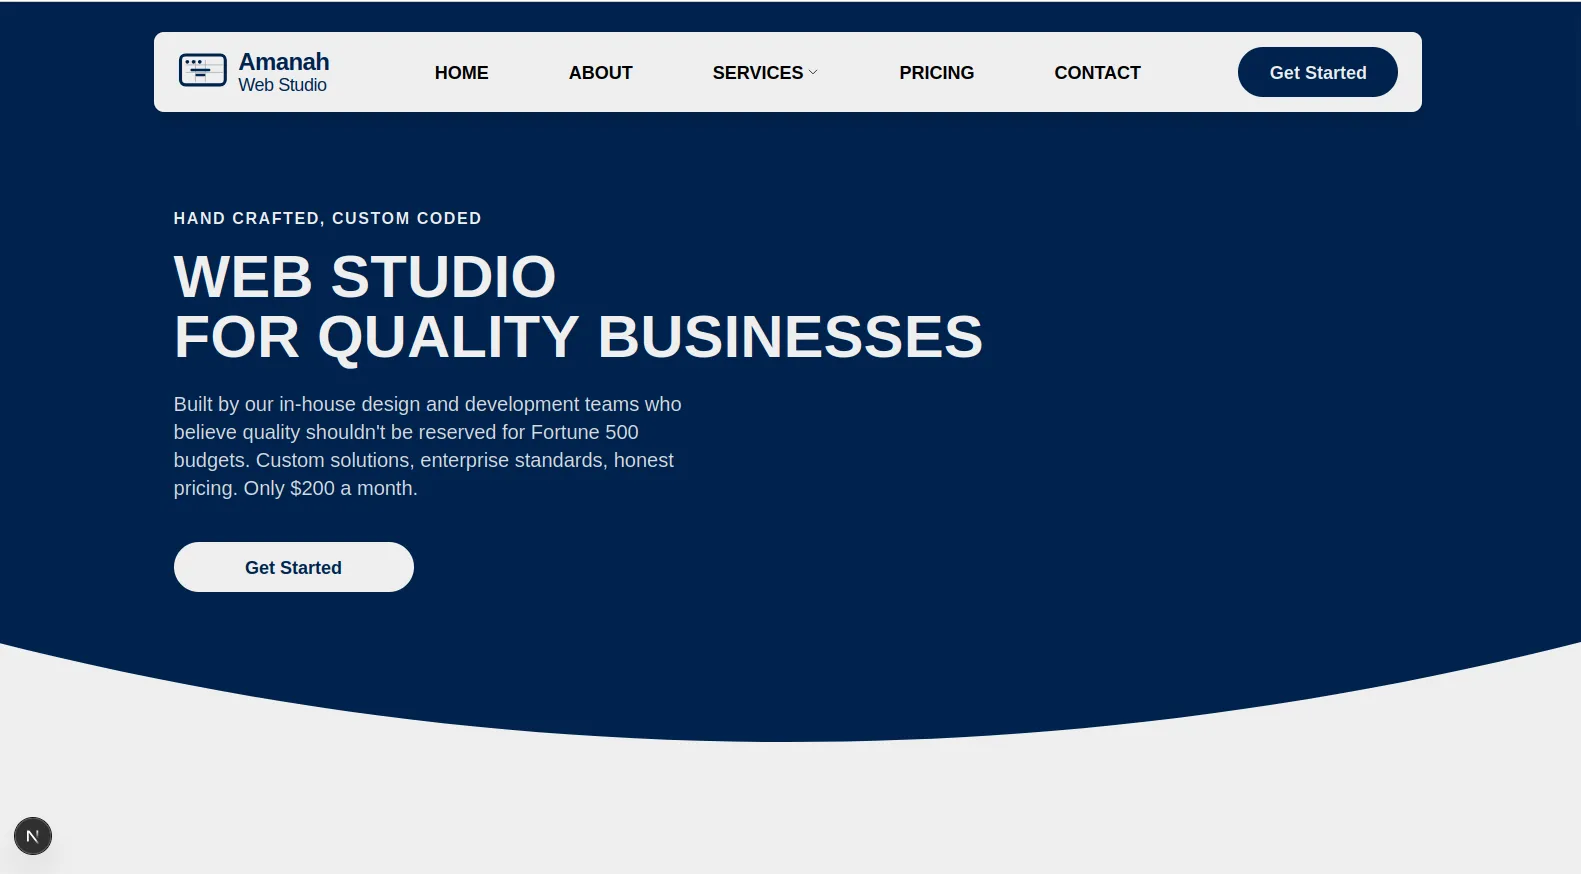 Amanah
Web Studio
HOME
ABOUT
SERVICES
PRICING
CONTACT
Get Started
HAND CRAFTED, CUSTOM CODED
WEB STUDIO
FOR QUALITY BUSINESSES
Built by our in-house design and development teams who
believe quality shouldn't be reserved for Fortune 500
budgets. Custom solutions, enterprise standards, honest
pricing. Only $200 a month.
Get Started
N